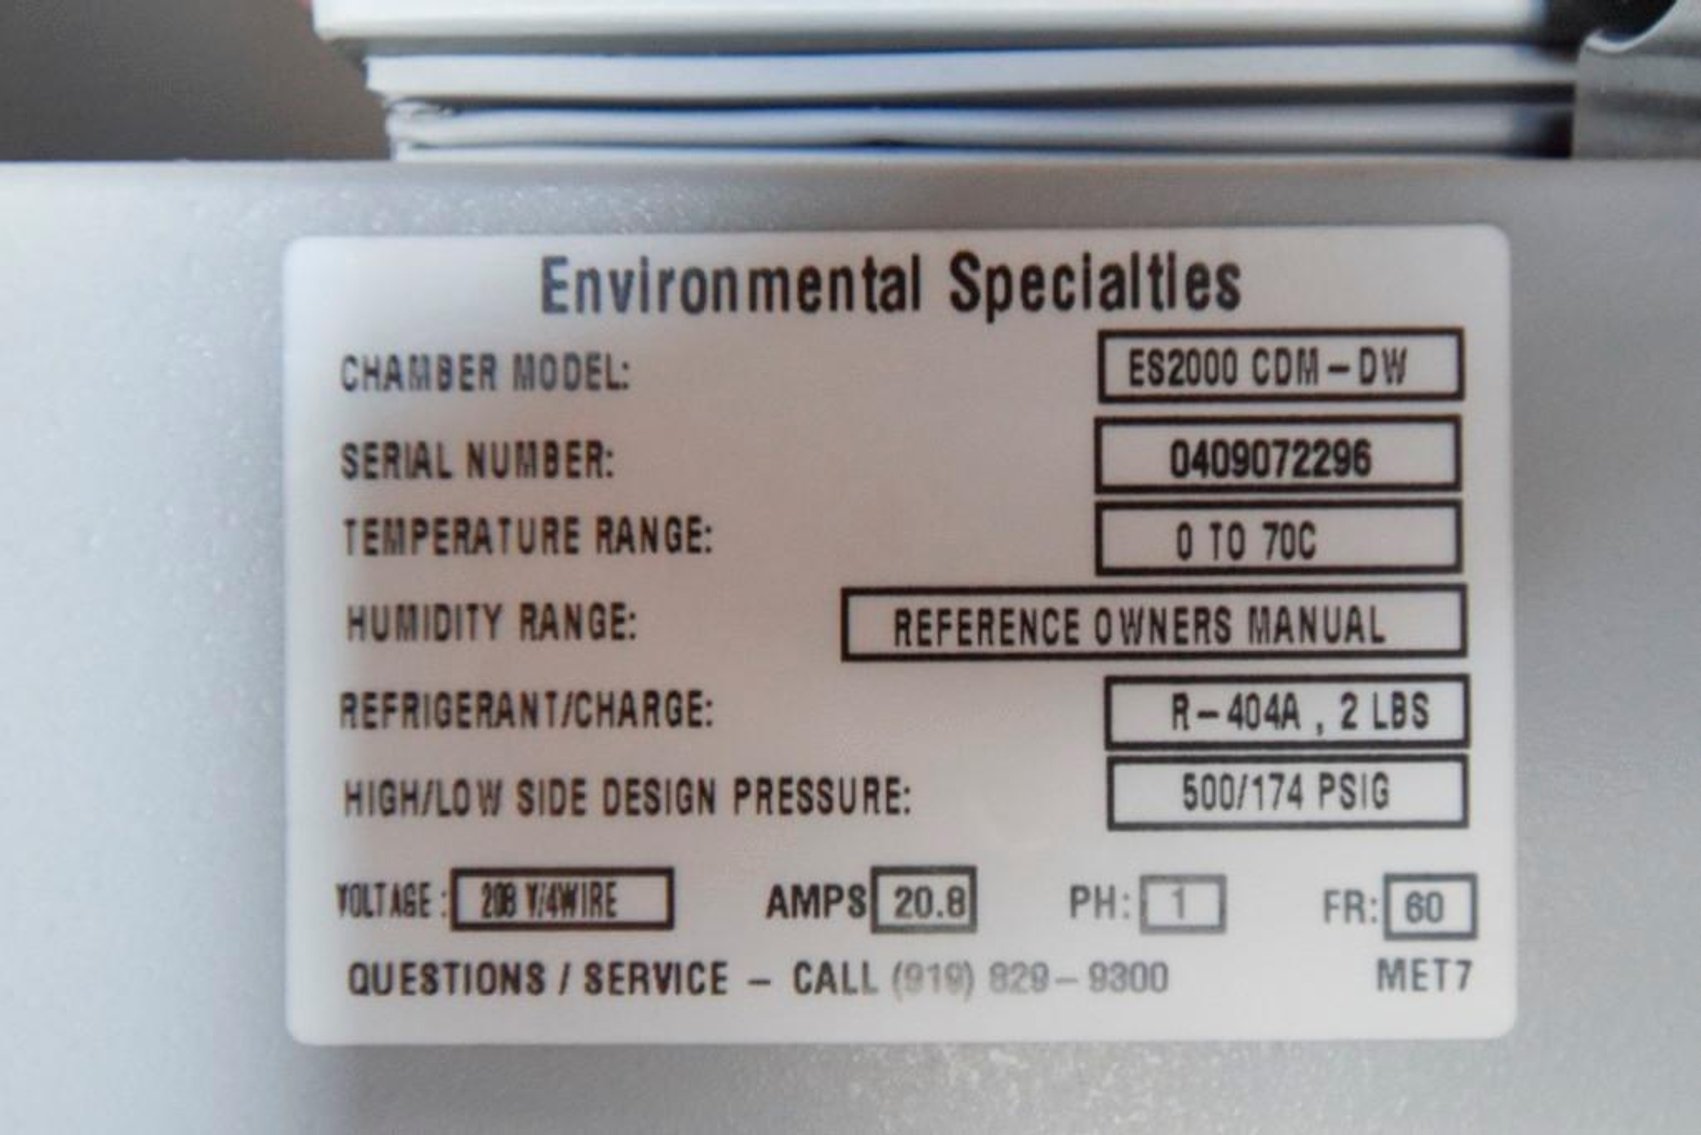 Environmental Specialties
CHAMBER MODEL: ES2000 CDM-DW
SERIAL NUMBER: 0409072296
TEMPERATURE RANGE: 0 TO 70C
HUMIDITY RANGE: REFERENCE OWNERS MANUAL
REFRIGERANT/CHARGE: R-404A , 2 LBS
HIGH/LOW SIDE DESIGN PRESSURE: 500/174 PSIG
VOLTAGE: 208 V/4WIRE AMPS 20.8 PH: 1 FR: 60
QUESTIONS / SERVICE - CALL (919) 829-9300 MET7